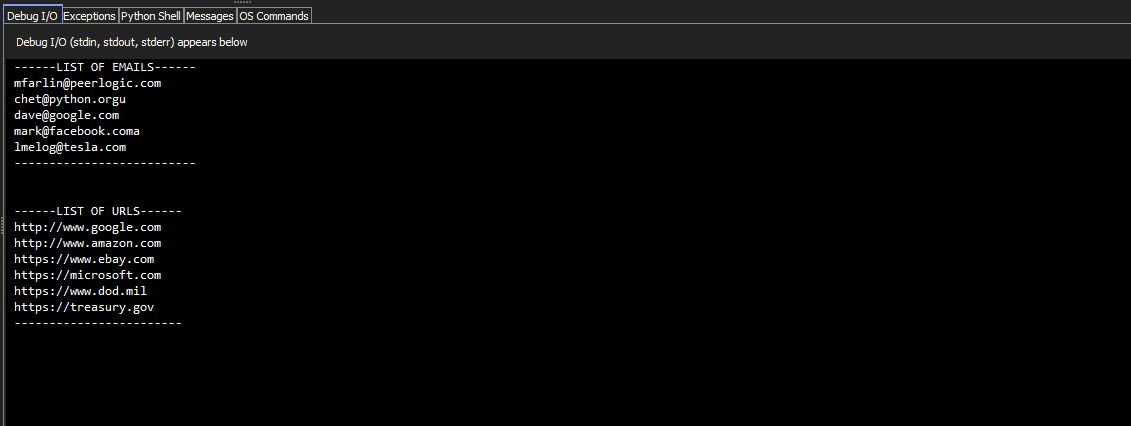 Debug I/O Exceptions Python Shell Messages OS Commands
Debug I/O (stdin, stdout, stderr) appears below
------LIST OF EMAILS------
mfarlin@peerlogic.com
chet@python.orgu
dave@google.com
mark@facebook.coma
lmelog@tesla.com
--------------------------
------LIST OF URLS------
http://www.google.com
http://www.amazon.com
https://www.ebay.com
https://microsoft.com
https://www.dod.mil
https://treasury.gov
------------------------